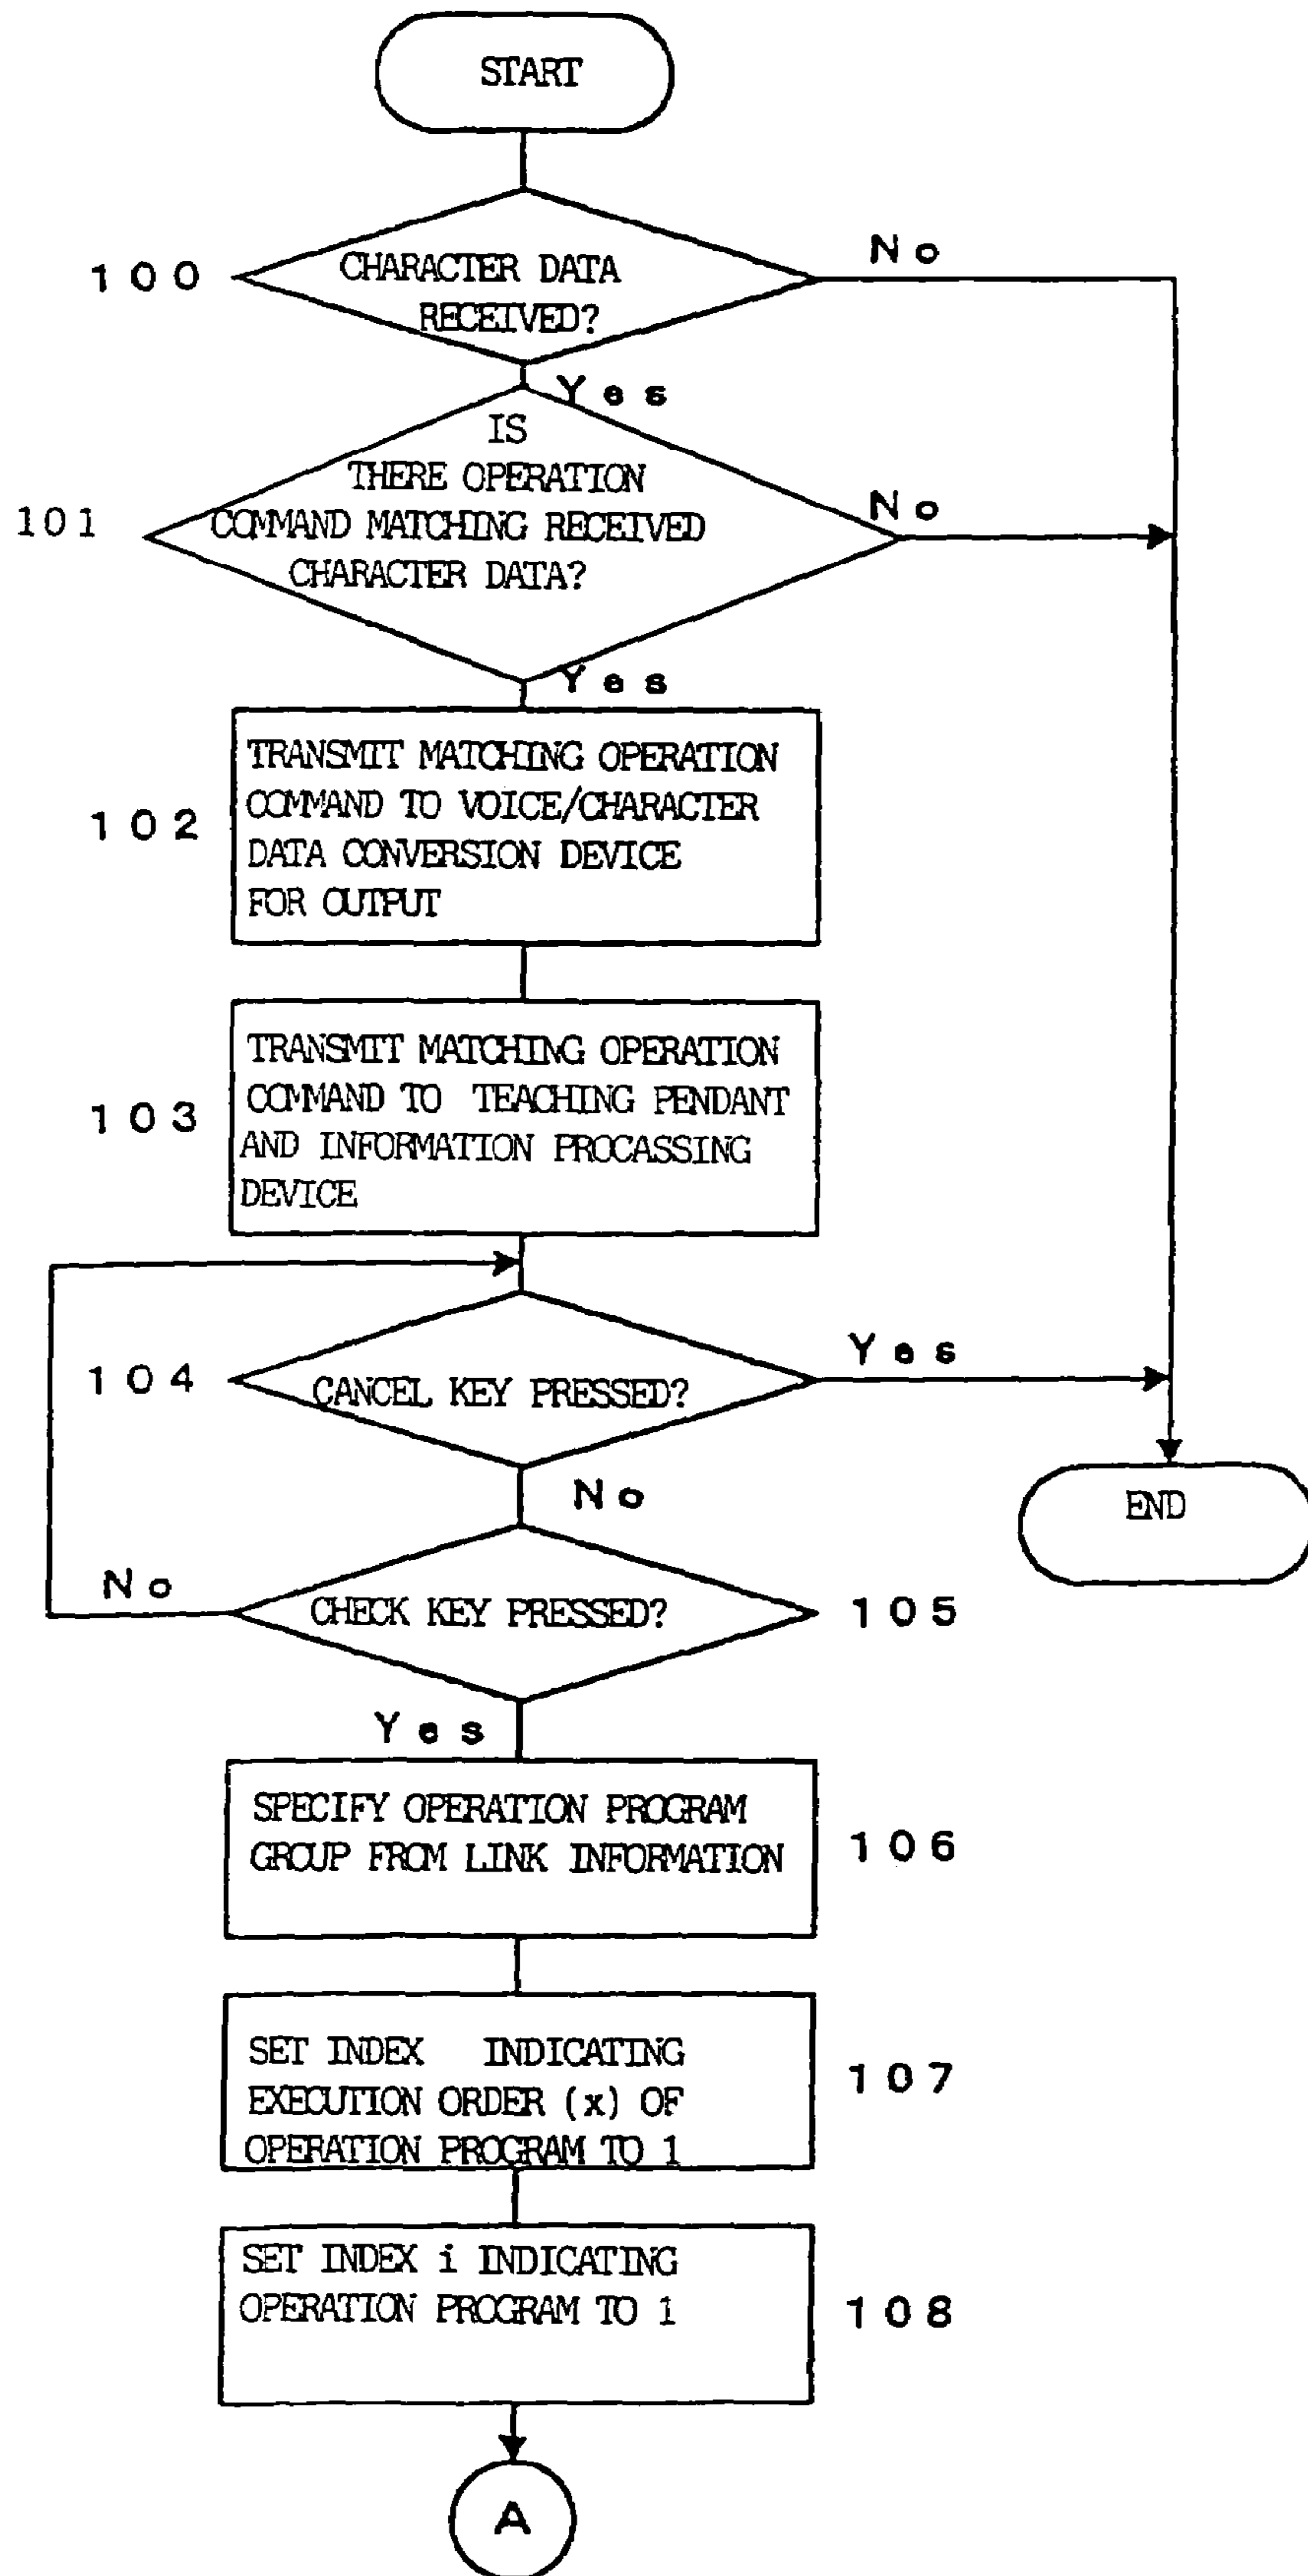 START
100
CHARACTER DATA
RECEIVED?
No
Yes
101
IS
THERE OPERATION
COMMAND MATCHING RECEIVED
CHARACTER DATA?
No
Yes
102
TRANSMIT MATCHING OPERATION
COMMAND TO VOICE/CHARACTER
DATA CONVERSION DEVICE
FOR OUTPUT
103
TRANSMIT MATCHING OPERATION
COMMAND TO TEACHING PENDANT
AND INFORMATION PROCASSING
DEVICE
104
CANCEL KEY PRESSED?
Yes
No
END
No
CHECK KEY PRESSED?
105
Yes
SPECIFY OPERATION PROGRAM
GROUP FROM LINK INFORMATION
106
SET INDEX INDICATING
EXECUTION ORDER (x) OF
OPERATION PROGRAM TO 1
107
SET INDEX i INDICATING
OPERATION PROGRAM TO 1
108
A